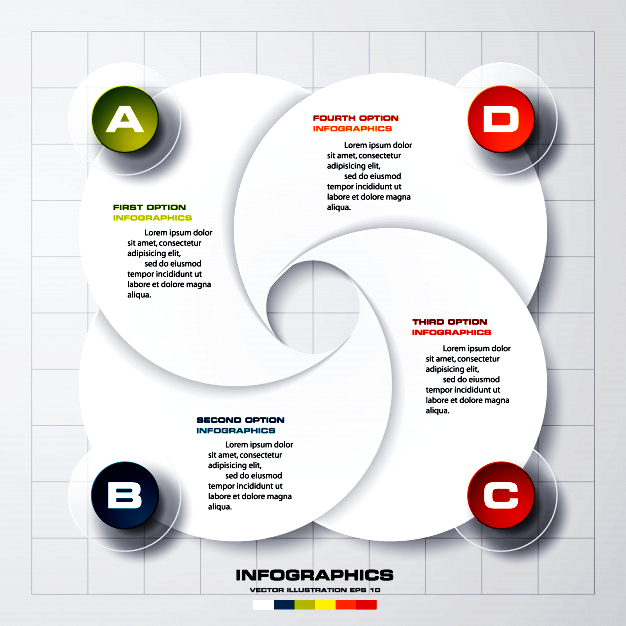 A
FIRST OPTION
INFOGRAPHICS
Lorem ipsum dolor
sit amet, consectetur
adipisicing elit,
sed do eiusmod
tempor incididunt ut
labore et dolore magna
aliqua.
D
FOURTH OPTION
INFOGRAPHICS
Lorem ipsum dolor
sit amet, consectetur
adipisicing elit,
sed do eiusmod
tempor incididunt ut
labore et dolore magna
aliqua.
THIRD OPTION
INFOGRAPHICS
Lorem ipsum dolor
sit amet, consectetur
adipisicing elit,
sed do eiusmod
tempor incididunt ut
labore et dolore magna
aliqua.
C
SECOND OPTION
INFOGRAPHICS
Lorem ipsum dolor
sit amet, consectetur
adipisicing elit,
sed do eiusmod
tempor incididunt ut
labore et dolore magna
aliqua.
B
INFOGRAPHICS
VECTOR ILLUSTRATION EPS 10